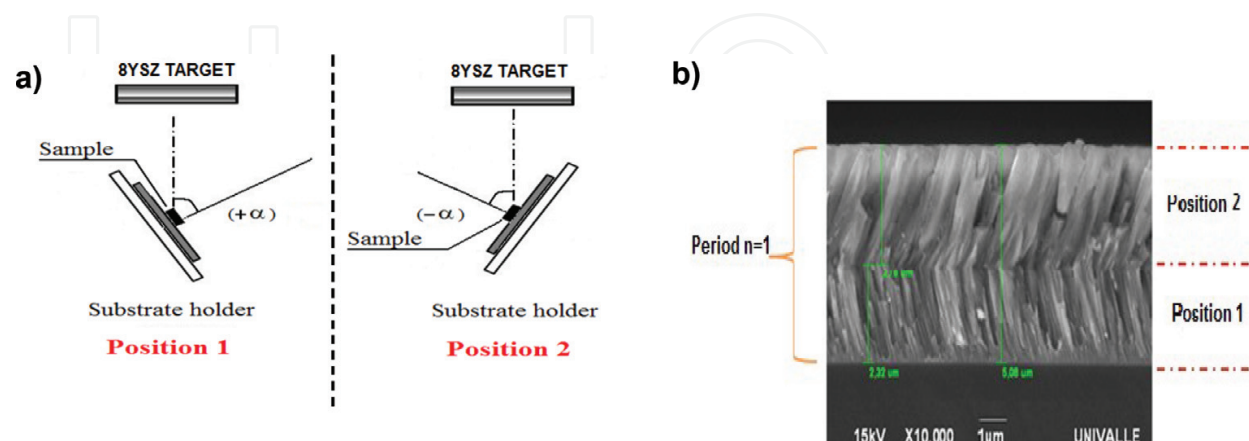 a)
8YSZ TARGET
Sample
(+α)
Substrate holder
Position 1
8YSZ TARGET
(−α)
Sample
Substrate holder
Position 2
b)
Period n=1
Position 2
Position 1
2,32 um
5,08 um
15kV X10.000 1µm UNIVALLE